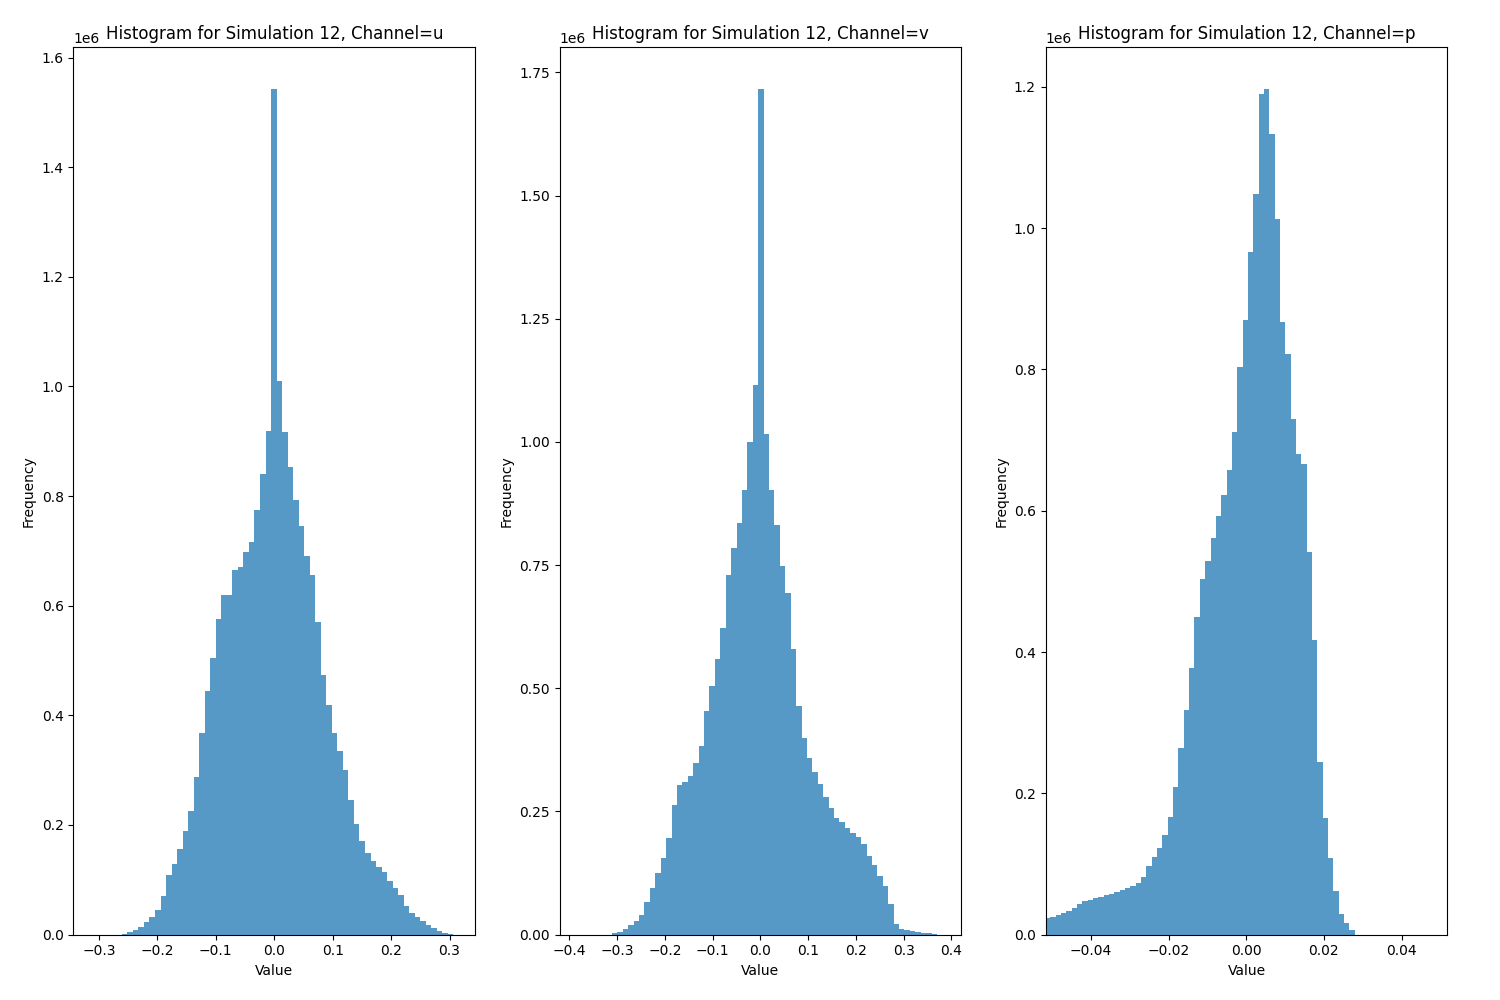 Histogram for Simulation 12, Channel=u
1e6
1.6
1.4
1.2
1.0
0.8
0.6
0.4
0.2
0.0
Frequency
−0.3 −0.2 −0.1 0.0 0.1 0.2 0.3
Value
Histogram for Simulation 12, Channel=v
1e6
1.75
1.50
1.25
1.00
0.75
0.50
0.25
0.00
Frequency
−0.4 −0.3 −0.2 −0.1 0.0 0.1 0.2 0.3 0.4
Value
Histogram for Simulation 12, Channel=p
1e6
1.2
1.0
0.8
0.6
0.4
0.2
0.0
Frequency
−0.04 −0.02 0.00 0.02 0.04
Value